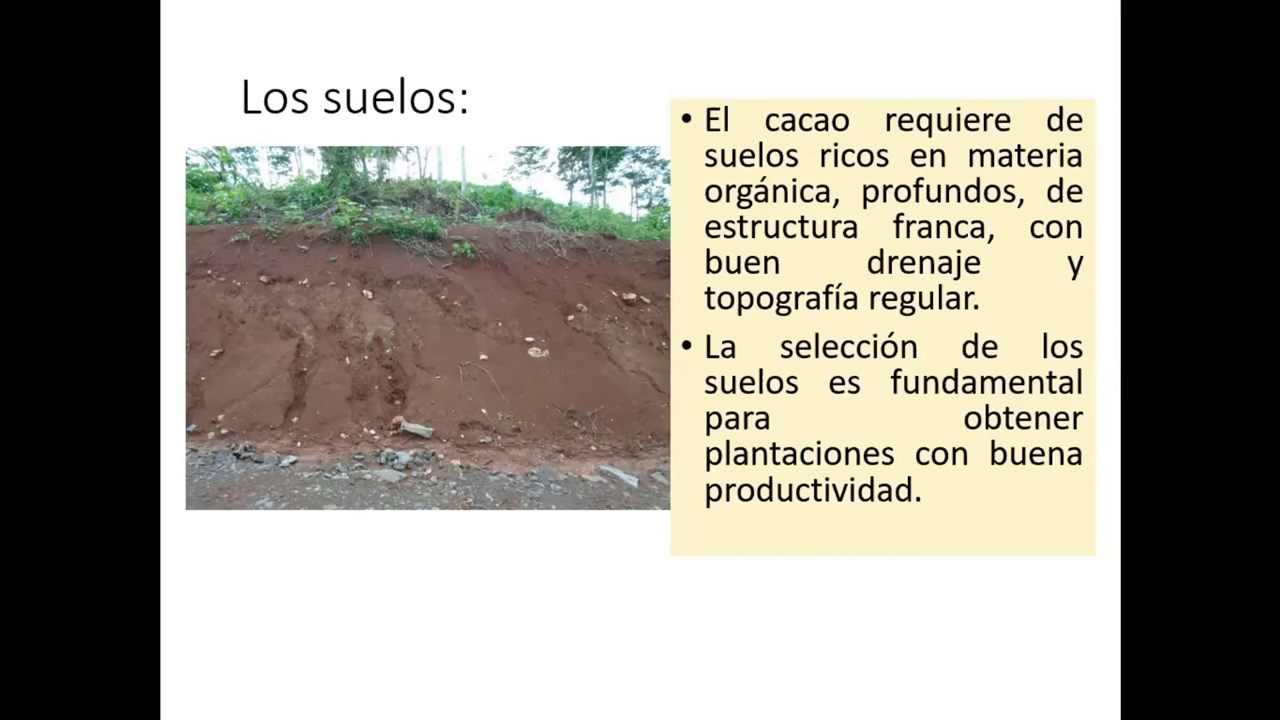 Los suelos:
• El cacao requiere de
suelos ricos en materia
orgánica, profundos, de
estructura franca, con
buen drenaje y
topografía regular.
• La selección de los
suelos es fundamental
para obtener
plantaciones con buena
productividad.